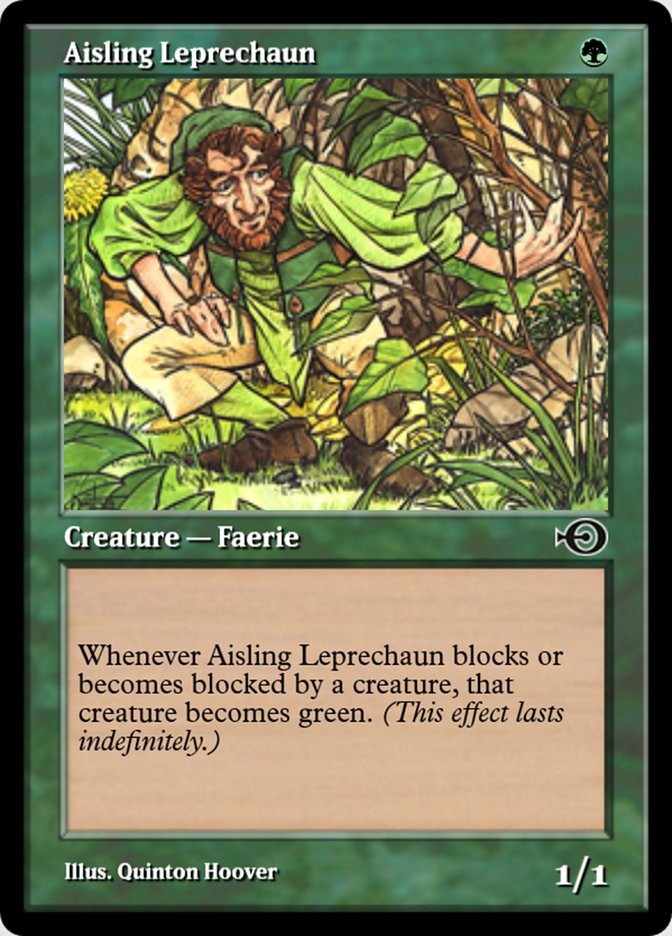 Aisling Leprechaun
Creature — Faerie
Whenever Aisling Leprechaun blocks or
becomes blocked by a creature, that
creature becomes green. (This effect lasts
indefinitely.)
Illus. Quinton Hoover
1/1